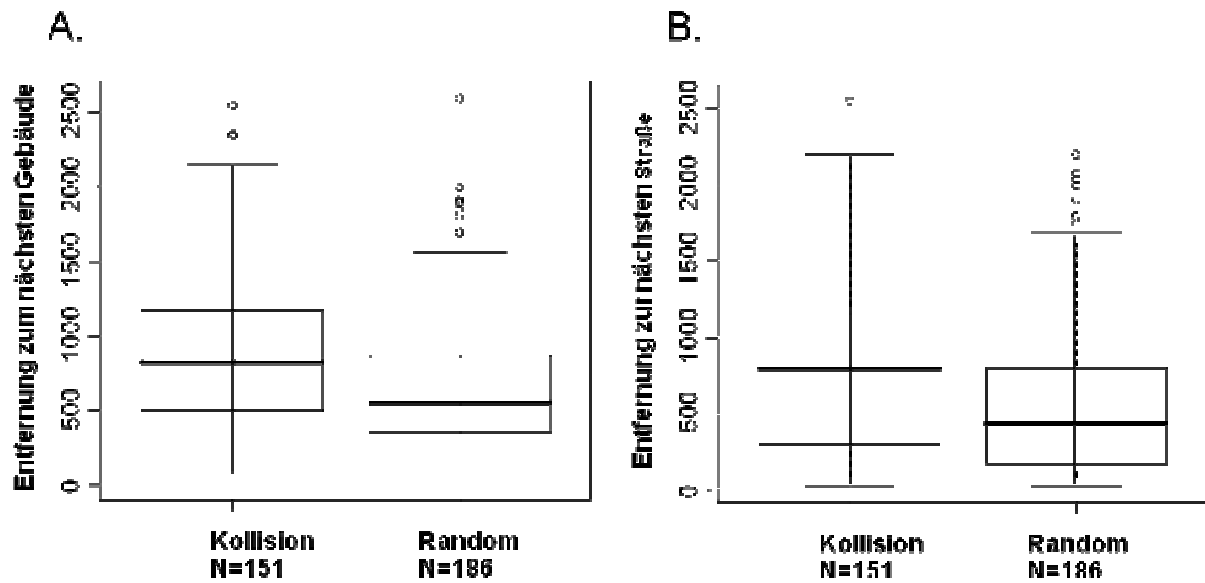 A.
Entfernung zum nächsten Gebäude
2500
2000
1500
1000
500
0
Kollision
N=151
Random
N=186
B.
Entfernung zur nächsten Straße
2500
2000
1500
1000
500
0
Kollision
N=151
Random
N=186